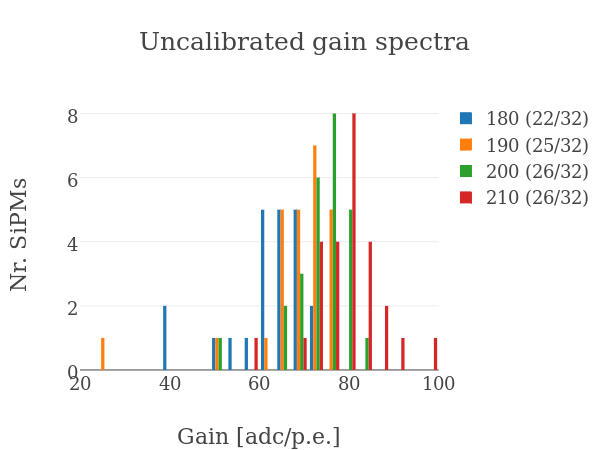 Uncalibrated gain spectra
8
6
4
2
0
Nr. SiPMs
20 40 60 80 100
Gain [adc/p.e.]
180 (22/32)
190 (25/32)
200 (26/32)
210 (26/32)